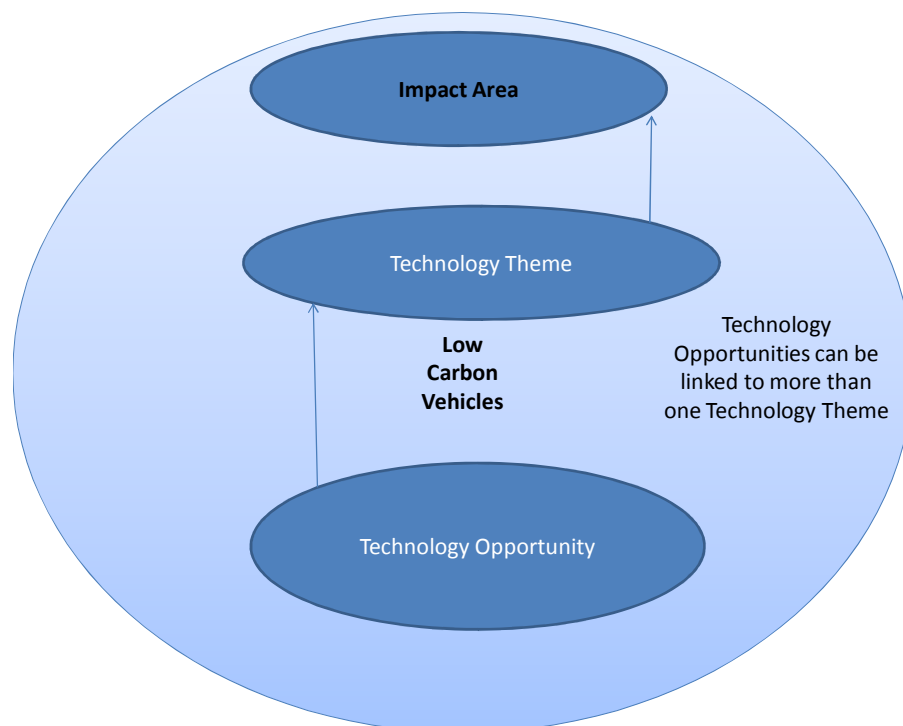 Impact Area
Technology Theme
Low
Carbon
Vehicles
Technology
Opportunities can be
linked to more than
one Technology Theme
Technology Opportunity